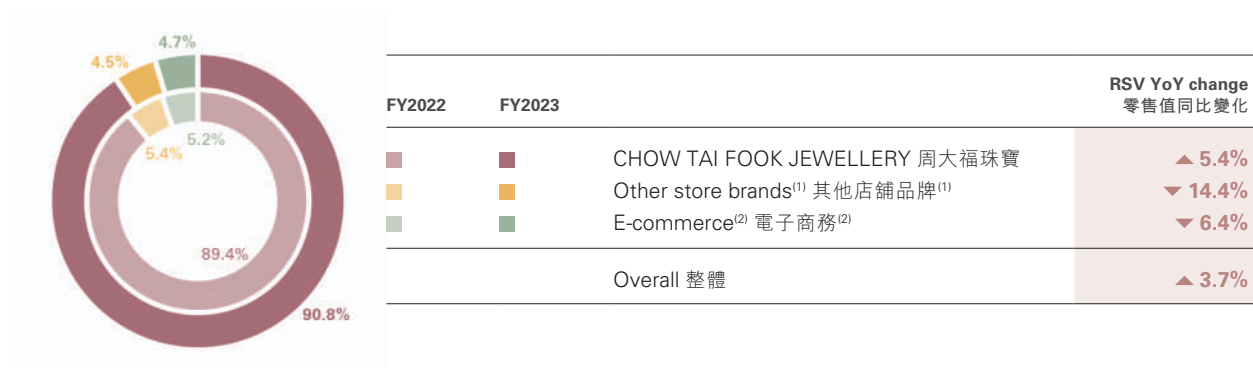 4.7%
4.5%
5.2%
5.4%
89.4%
90.8%
RSV YoY change
FY2022 FY2023 零售值同比變化
CHOW TAI FOOK JEWELLERY 周大福珠寶 ▲ 5.4%
Other store brands(1) 其他店舖品牌(1) ▼ 14.4%
E-commerce(2) 電子商務(2) ▼ 6.4%
Overall 整體 ▲ 3.7%